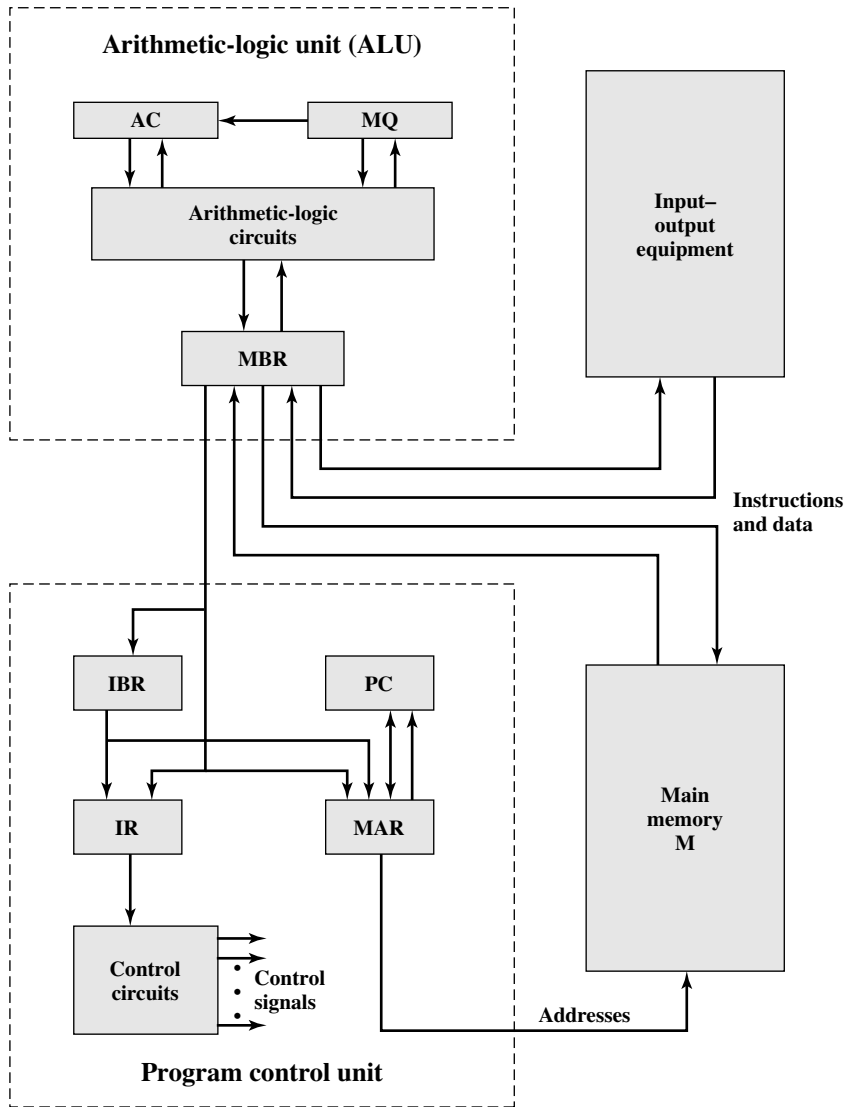 Arithmetic-logic unit (ALU)
AC
MQ
Arithmetic-logic
circuits
Input–
output
equipment
MBR
Instructions
and data
IBR
PC
IR
MAR
Main
memory
M
Control
circuits
Control
signals
Addresses
Program control unit